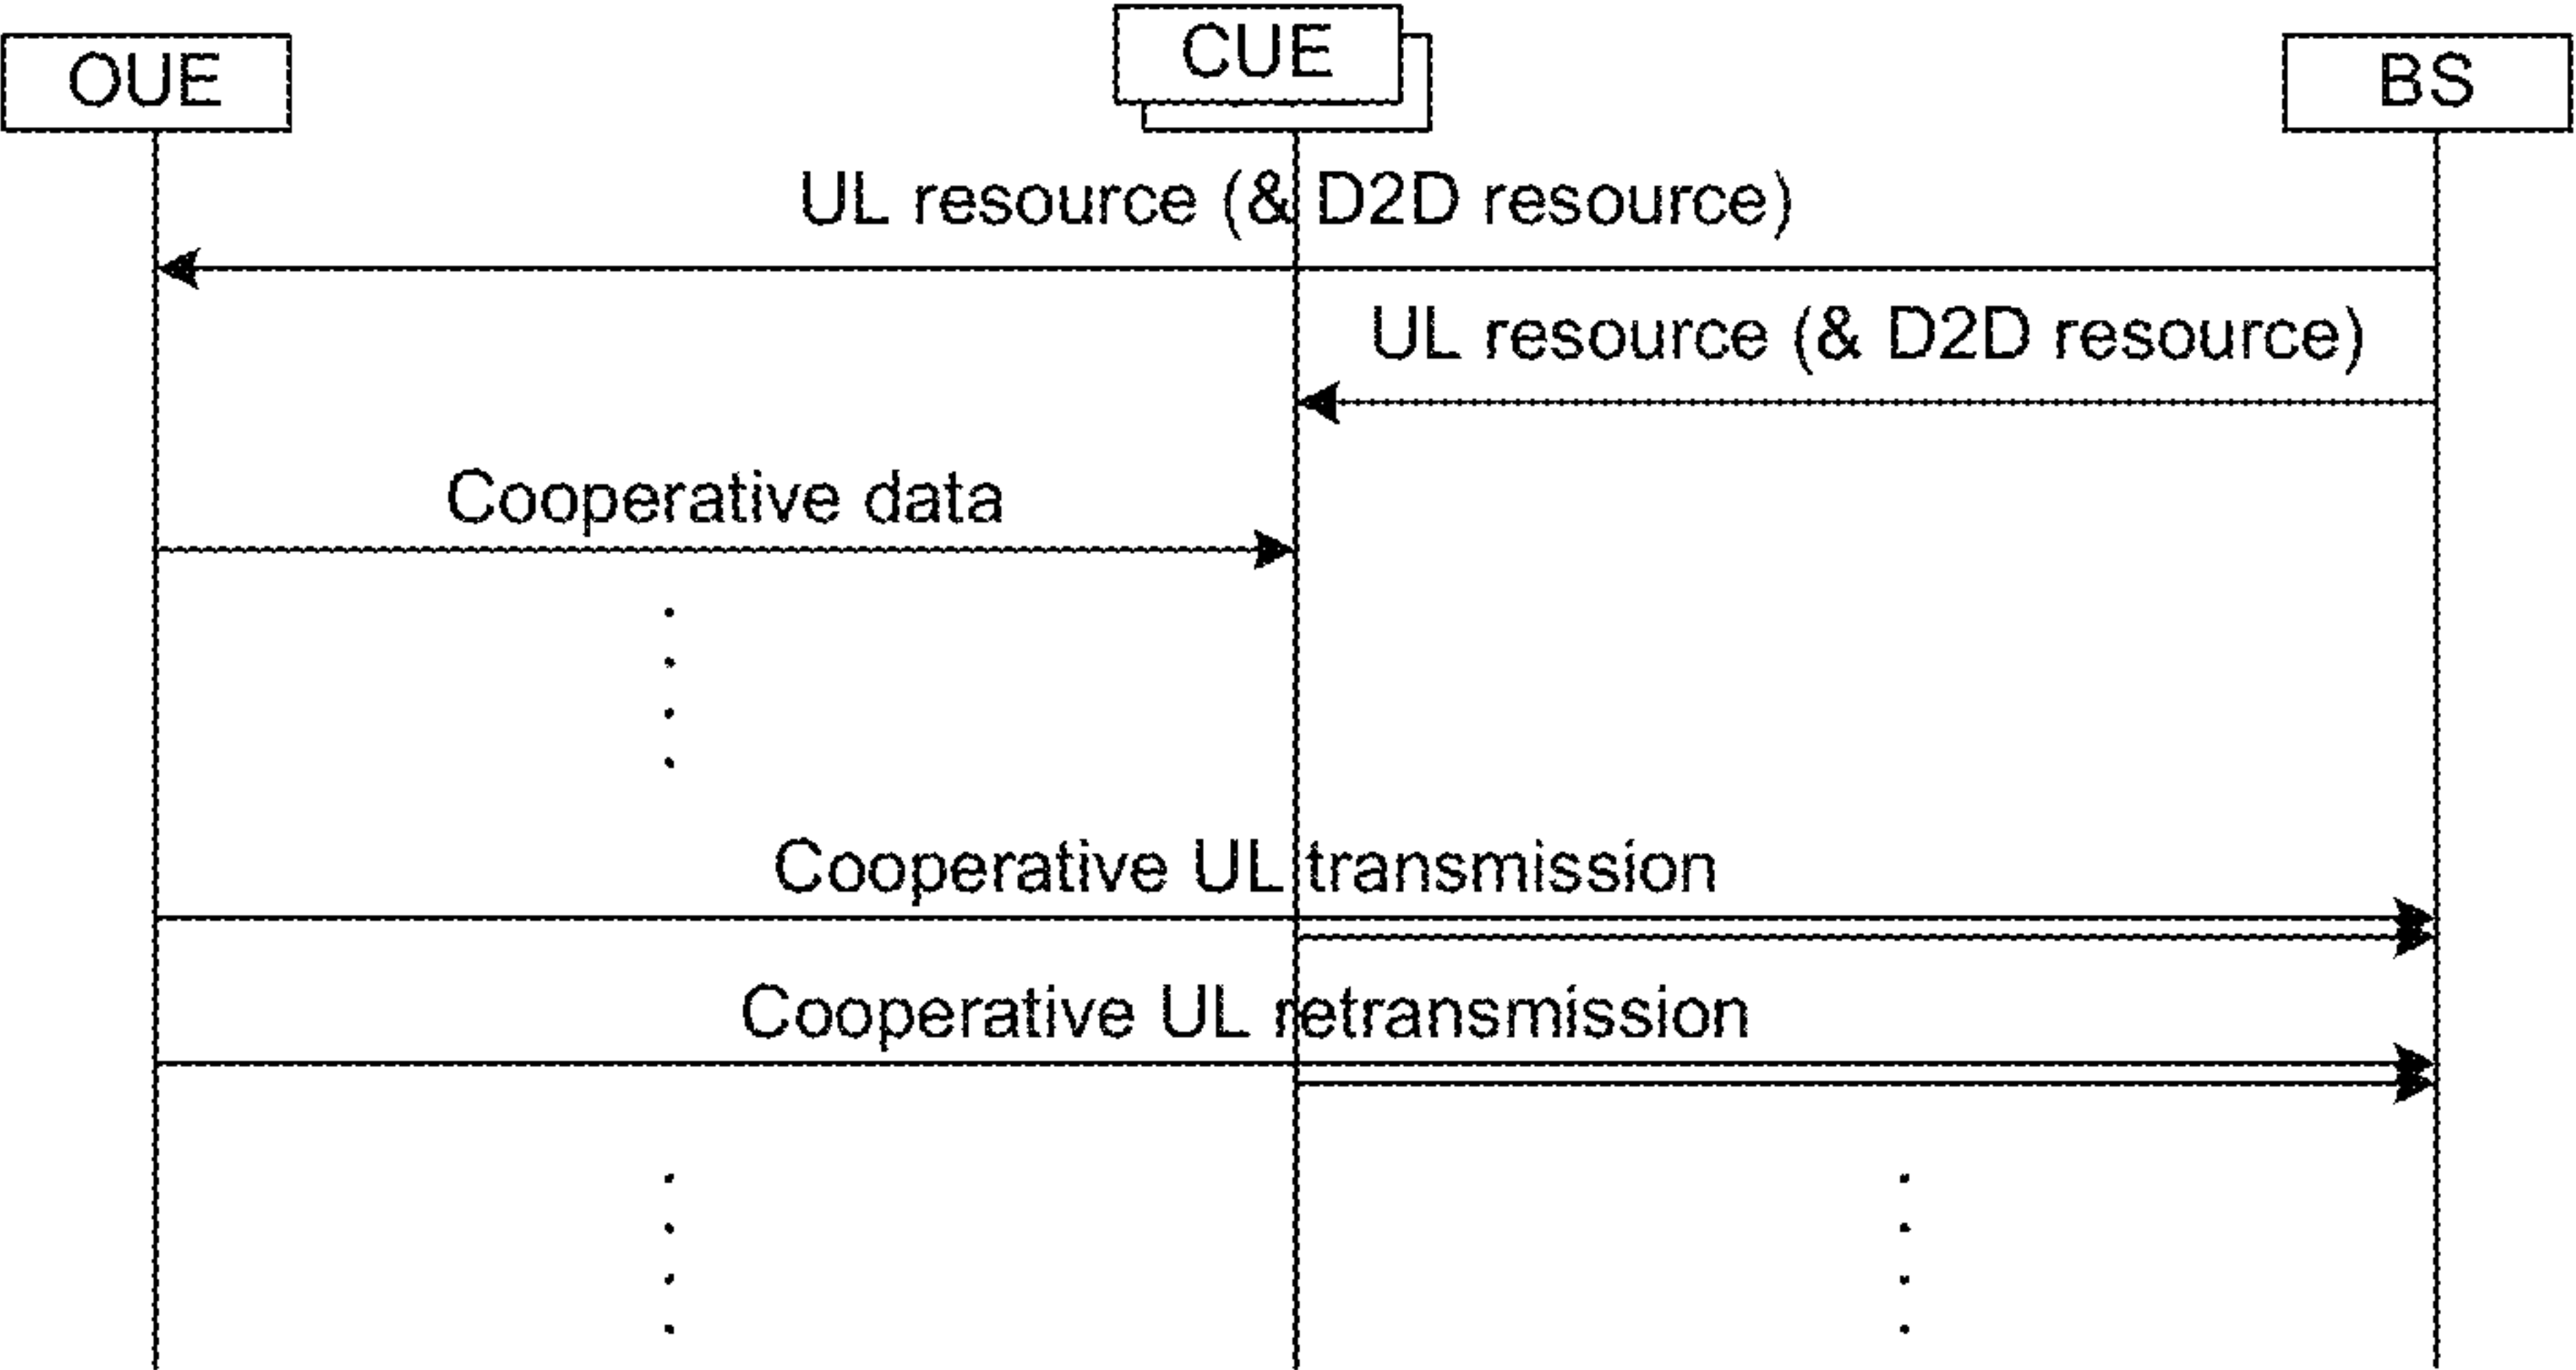 OUE
CUE
BS
UL resource (& D2D resource)
UL resource (& D2D resource)
Cooperative data
Cooperative UL transmission
Cooperative UL retransmission